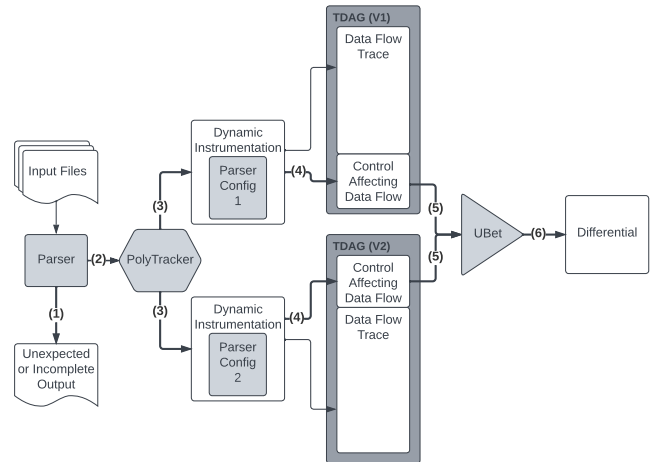 TDAG (V1)
Data Flow
Trace
Dynamic
Instrumentation
Parser
Config
1
(4)
Control
Affecting
Data Flow
Input Files
(3)
(5)
Parser
(2)
PolyTracker
UBet
(6)
Differential
TDAG (V2)
(5)
Control
Affecting
Data Flow
(1)
(3)
Dynamic
Instrumentation
(4)
Parser
Config
2
Data Flow
Trace
Unexpected
or Incomplete
Output